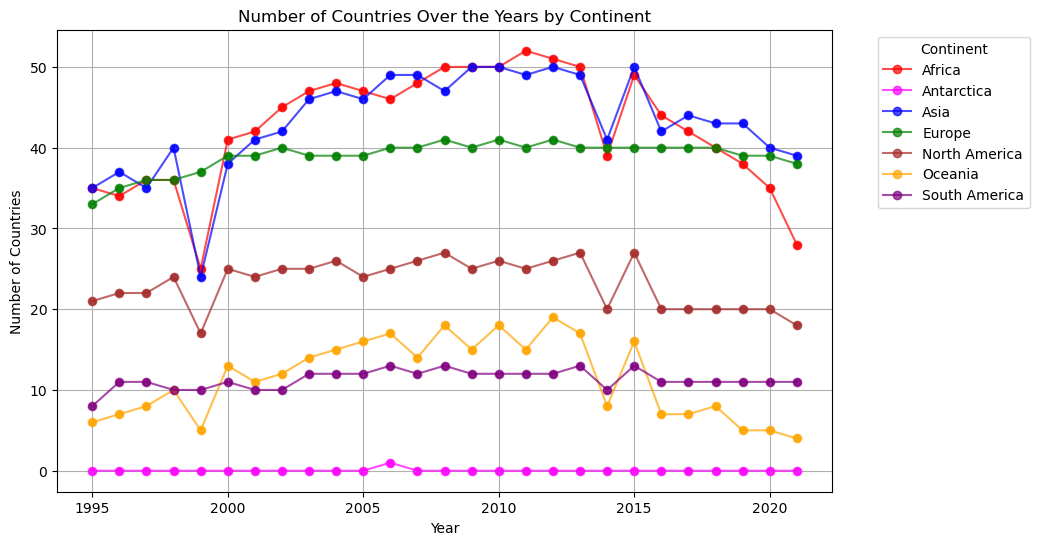 Number of Countries Over the Years by Continent
Number of Countries
50
40
30
20
10
0
1995
2000
2005
2010
2015
2020
Year
Continent
Africa
Antarctica
Asia
Europe
North America
Oceania
South America